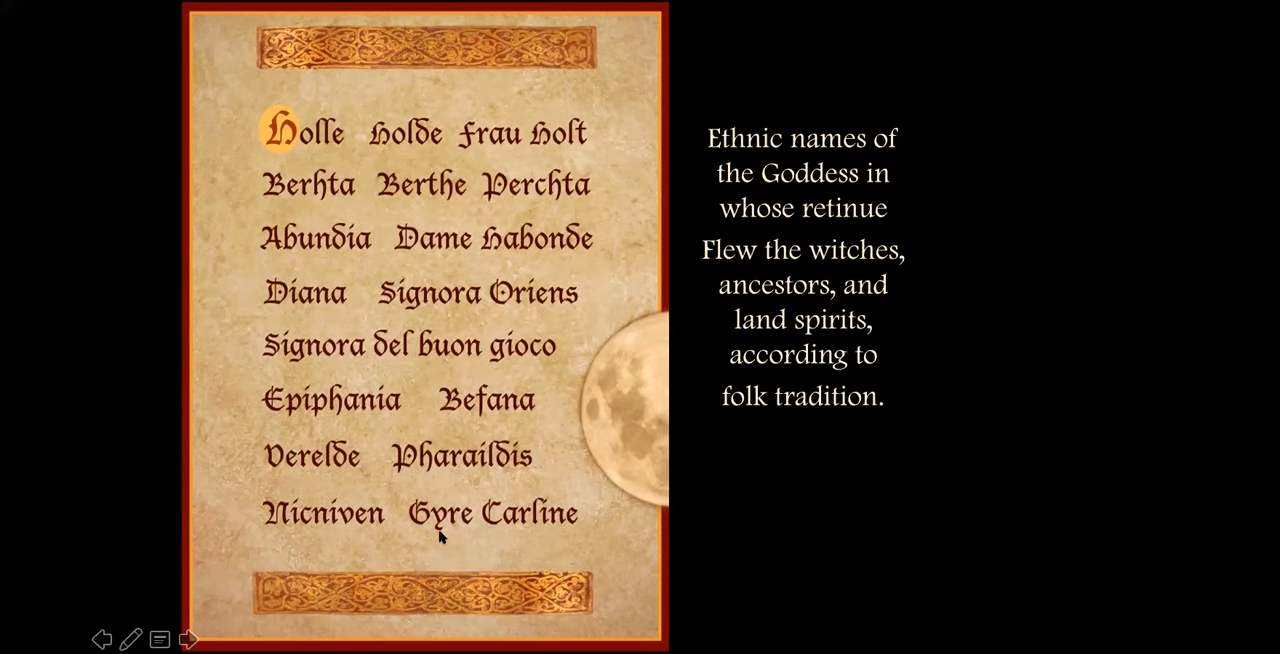 Holle Holde Frau Holt
Berhta Berthe Perchta
Abundia Dame Habonde
Diana Signora Oriens
Signora del buon gioco
Epiphania Befana
Verelde Pharaildis
Nicniven Gyre Carline
Ethnic names of
the Goddess in
whose retinue
Flew the witches,
ancestors, and
land spirits,
according to
folk tradition.